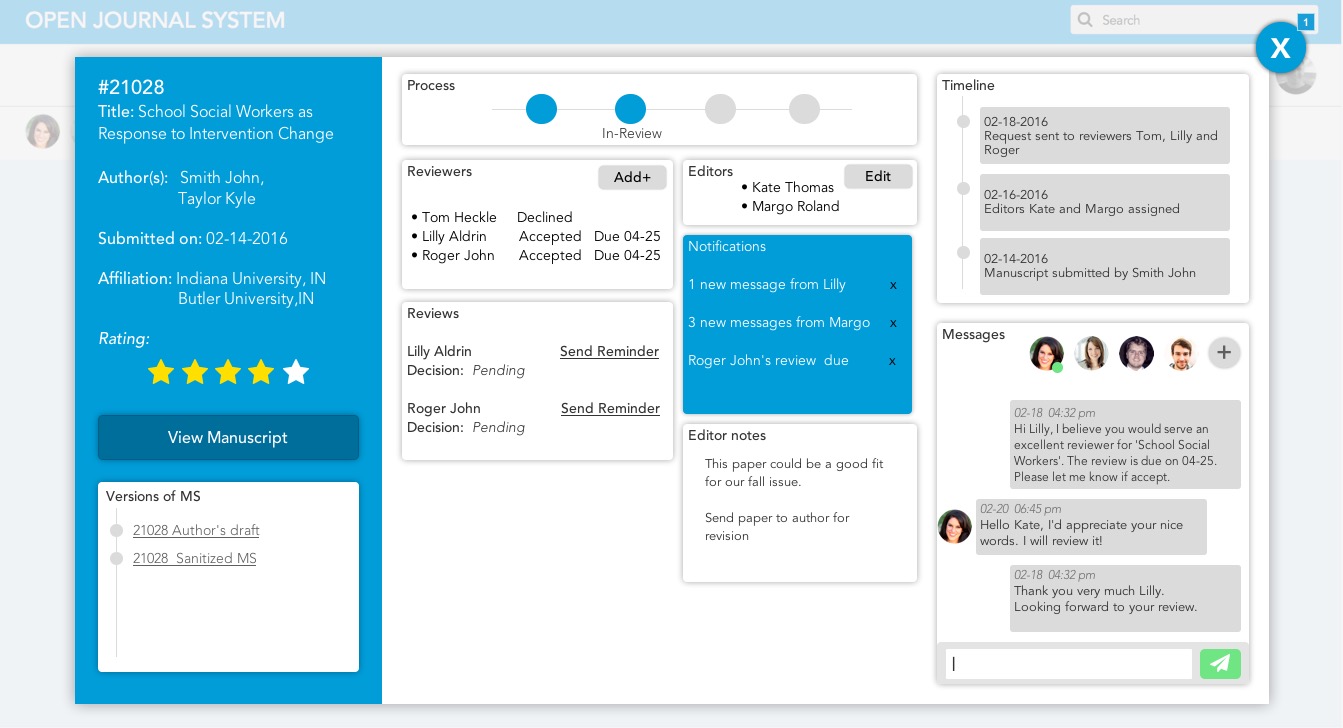 OPEN JOURNAL SYSTEM
Search
1
X
#21028
Title: School Social Workers as
Response to Intervention Change
Author(s): Smith John,
Taylor Kyle
Submitted on: 02-14-2016
Affiliation: Indiana University, IN
Butler University,IN
Rating:
View Manuscript
Versions of MS
21028 Author's draft
21028 Sanitized MS
Process
In-Review
Reviewers
Add+
• Tom Heckle Declined
• Lilly Aldrin Accepted Due 04-25
• Roger John Accepted Due 04-25
Reviews
Lilly Aldrin Send Reminder
Decision: Pending
Roger John Send Reminder
Decision: Pending
Editors
Edit
• Kate Thomas
• Margo Roland
Notifications
1 new message from Lilly x
3 new messages from Margo x
Roger John's review due x
Editor notes
This paper could be a good fit
for our fall issue.
Send paper to author for
revision
Timeline
02-18-2016
Request sent to reviewers Tom, Lilly and
Roger
02-16-2016
Editors Kate and Margo assigned
02-14-2016
Manuscript submitted by Smith John
Messages
+
02-18 04:32 pm
Hi Lilly, I believe you would serve an
excellent reviewer for 'School Social
Workers'. The review is due on 04-25.
Please let me know if accept.
02-20 06:45 pm
Hello Kate, I'd appreciate your nice
words. I will review it!
02-18 04:32 pm
Thank you very much Lilly.
Looking forward to your review.